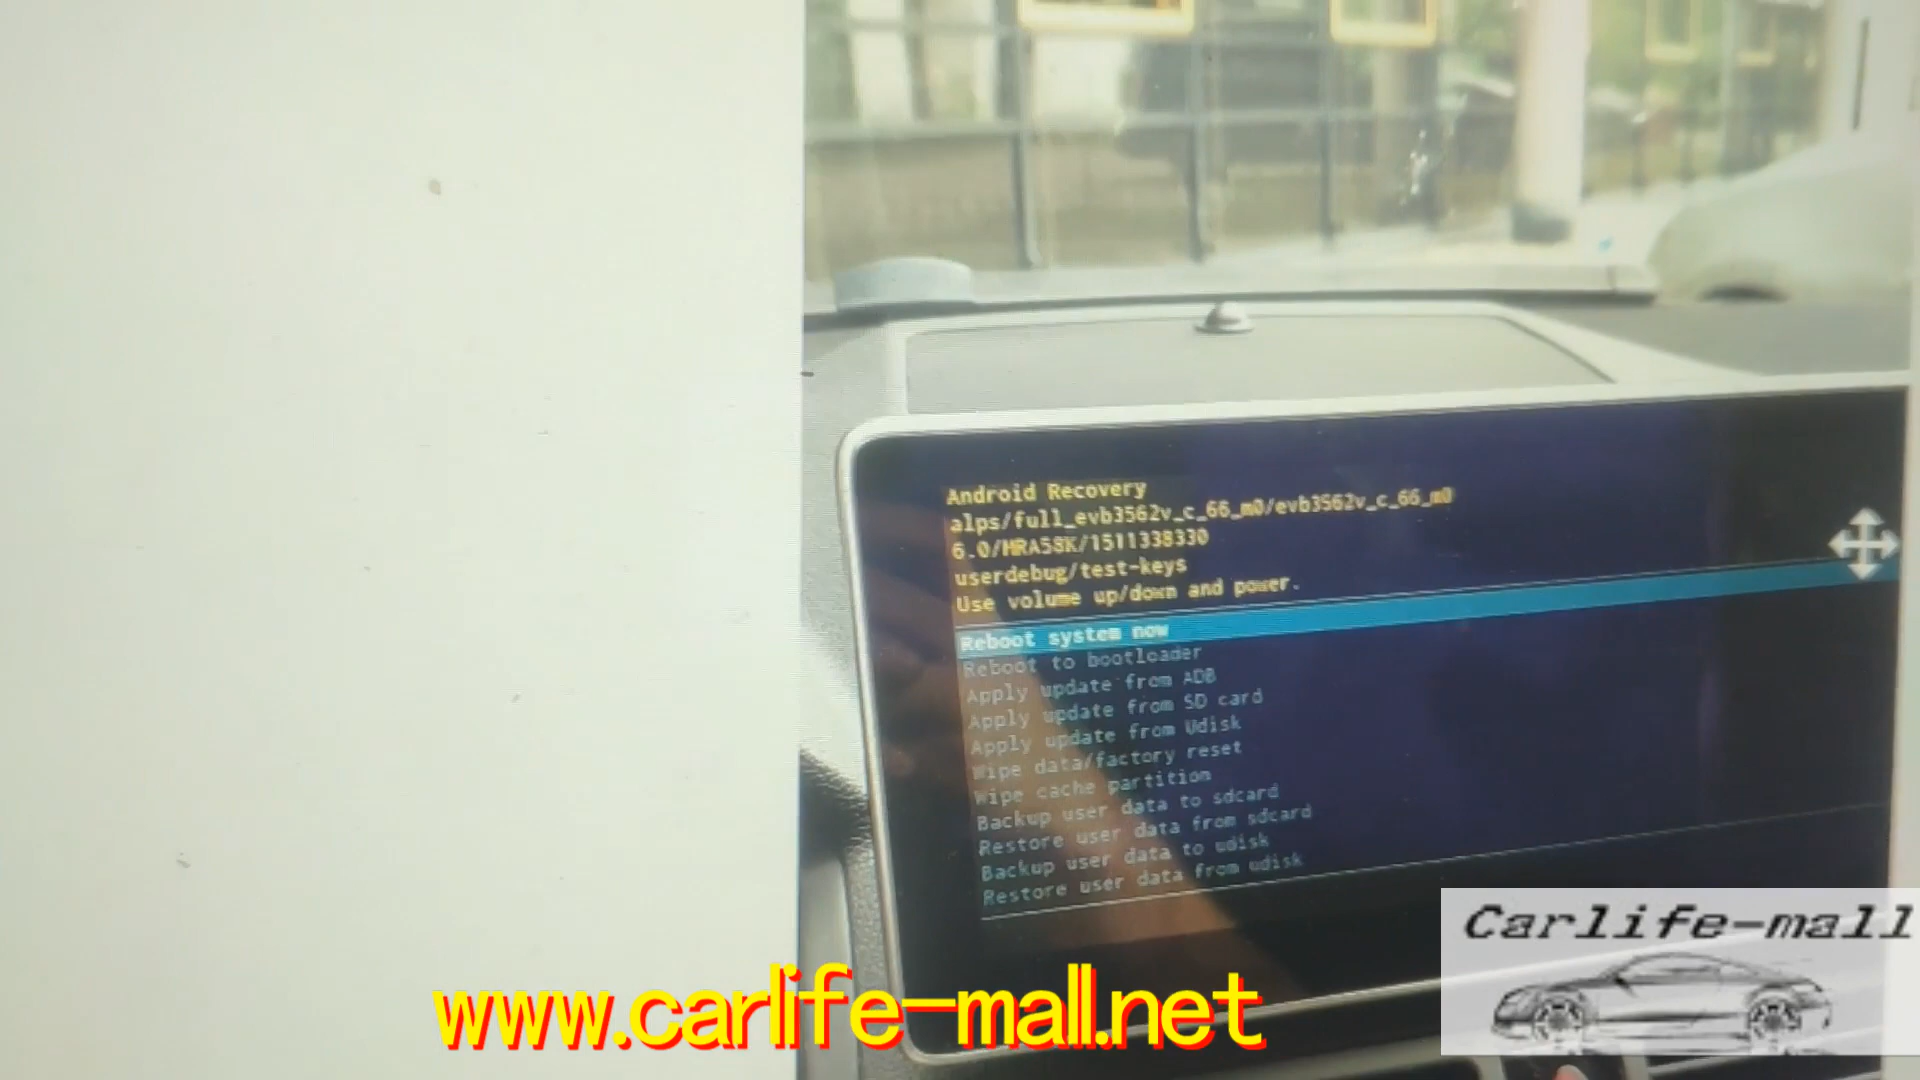 Android Recovery
alps/full_evb3562v_c_66_m0/evb3562v_c_66_m0
6.0/MRA58K/1511338330
userdebug/test-keys
Use volume up/down and power.
Reboot system now
Reboot to bootloader
Apply update from ADB
Apply update from SD card
Apply update from Udisk
Wipe data/factory reset
Wipe cache partition
Backup user data to sdcard
Restore user data from sdcard
Backup user data to udisk
Restore user data from udisk
Carlife-mall
www.carlife-mall.net